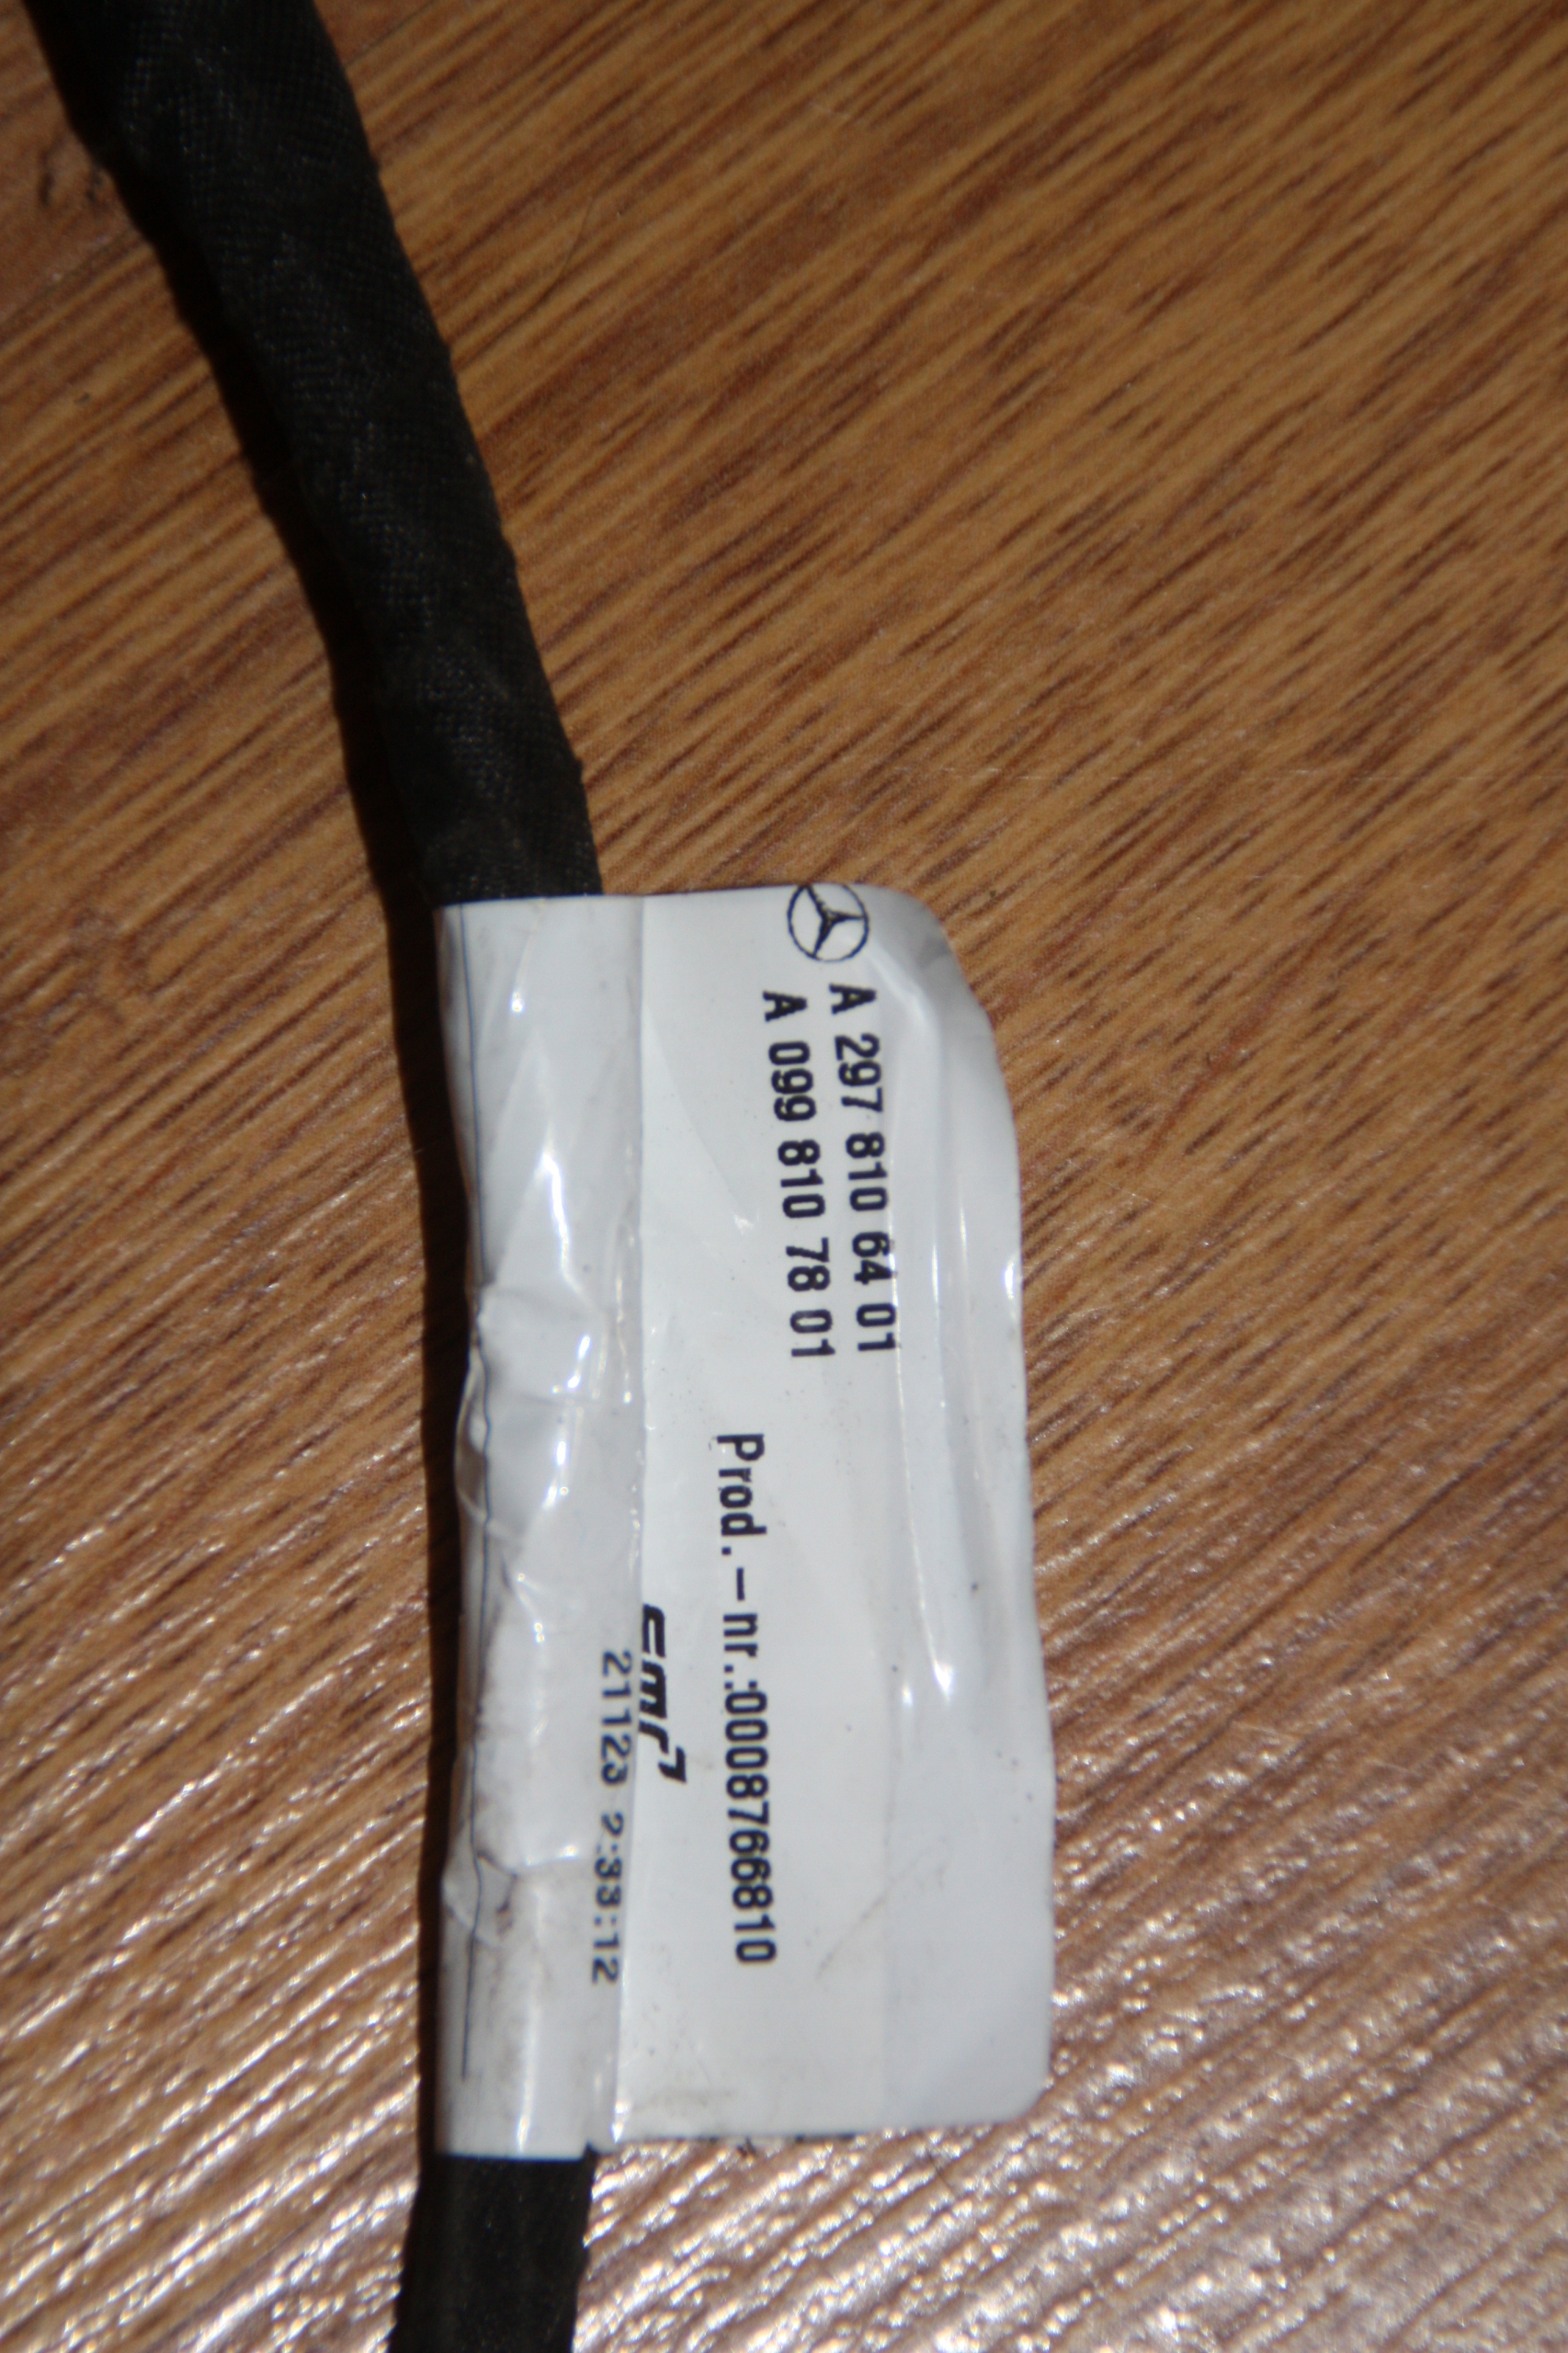 A 297 810 64 01
A 099 810 78 01
Prod.-nr.:0008766810
emr
21123 2:33:12